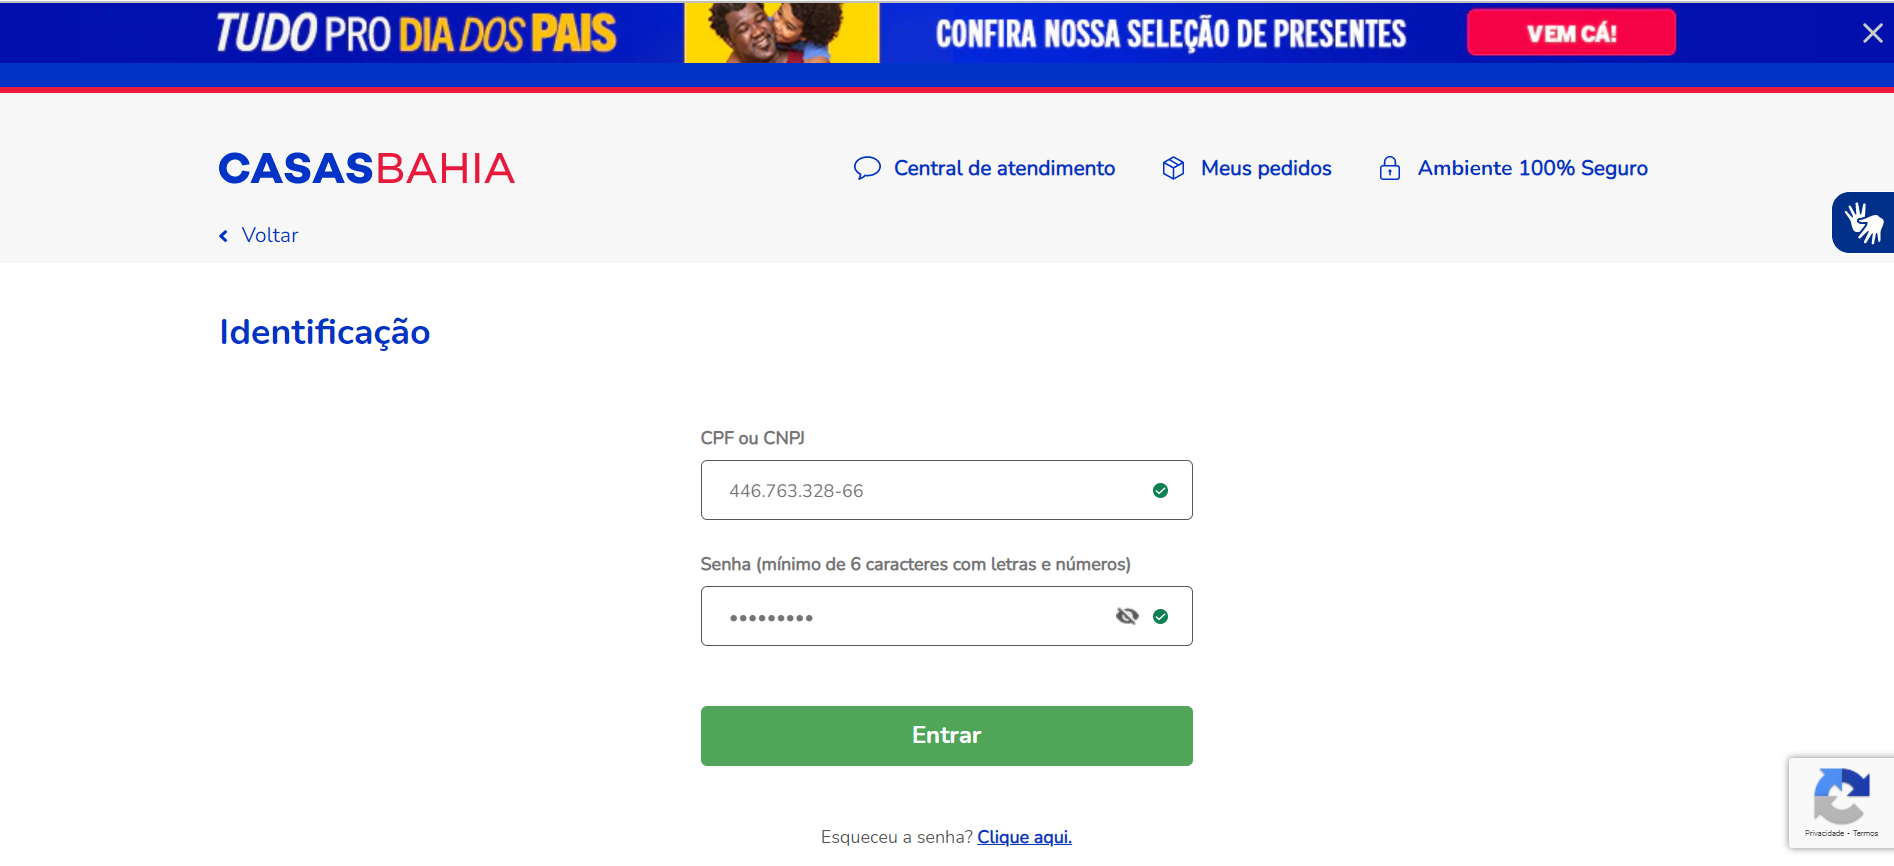 TUDO PRO DIA DOS PAIS
CONFIRA NOSSA SELEÇÃO DE PRESENTES
VEM CÁ!
CASASBAHIA
Central de atendimento
Meus pedidos
Ambiente 100% Seguro
Voltar
Identificação
CPF ou CNPJ
446.763.328-66
Senha (mínimo de 6 caracteres com letras e números)
•••••••••
Entrar
Esqueceu a senha? Clique aqui.
Privacidade - Termos